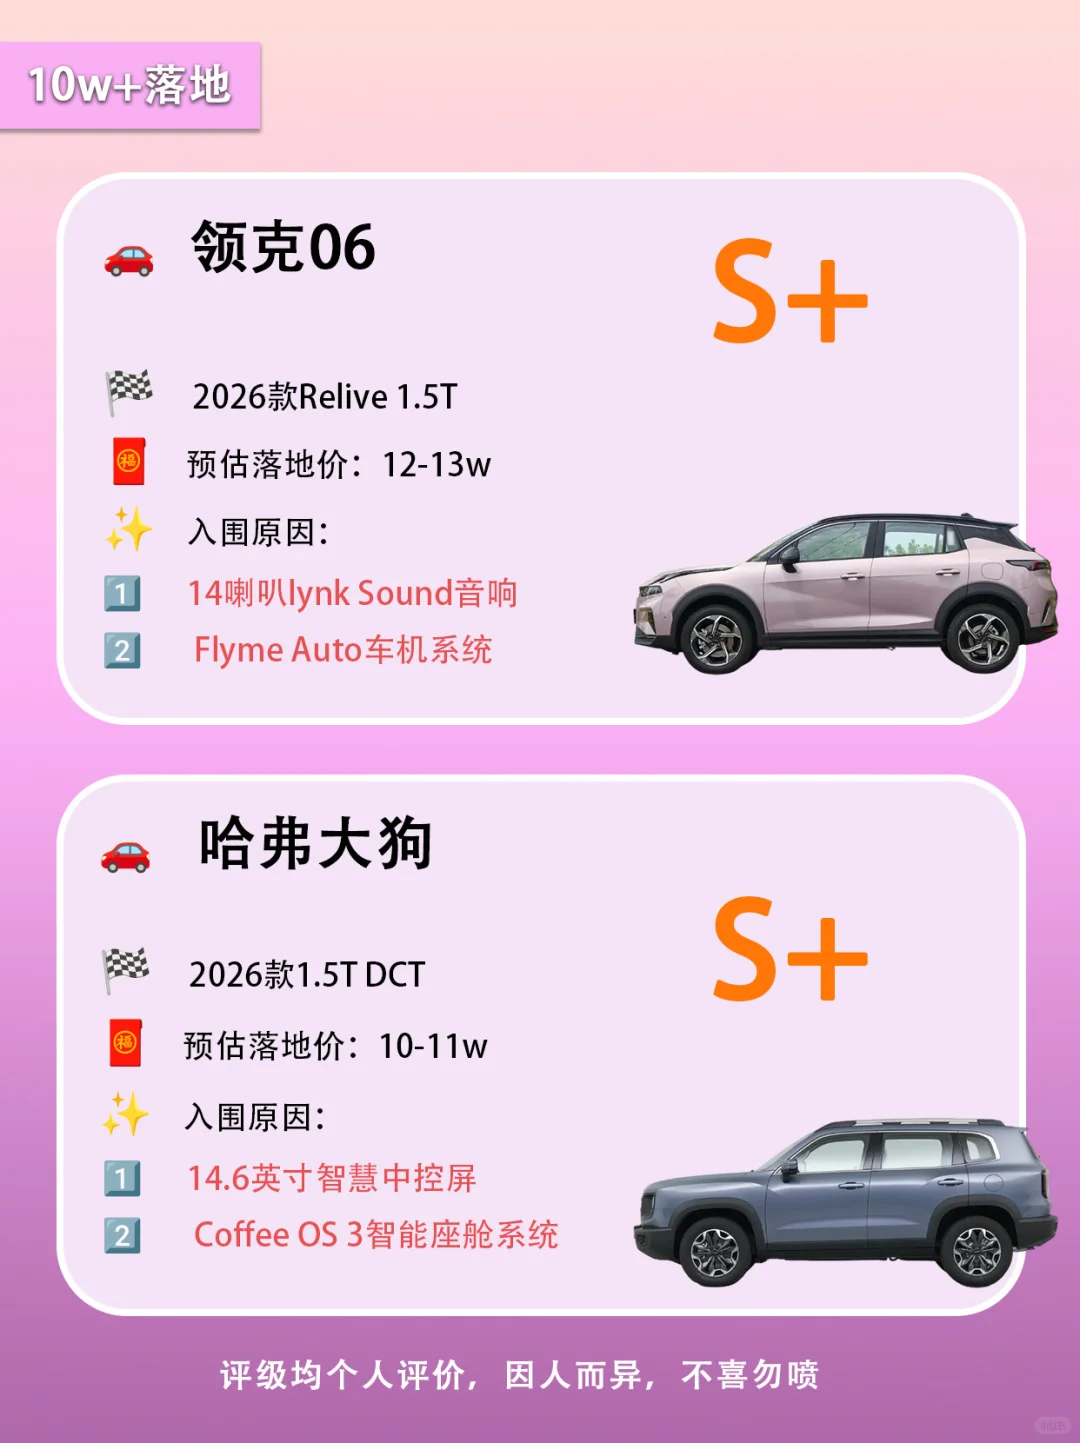 10w+落地
领克06
S+
2026款Relive 1.5T
福
预估落地价：12-13w
入围原因：
1
14喇叭lynk Sound音响
2
Flyme Auto车机系统
哈弗大狗
S+
2026款1.5T DCT
福
预估落地价：10-11w
入围原因：
1
14.6英寸智慧中控屏
2
Coffee OS 3智能座舱系统
评级均个人评价，因人而异，不喜勿喷
小红书